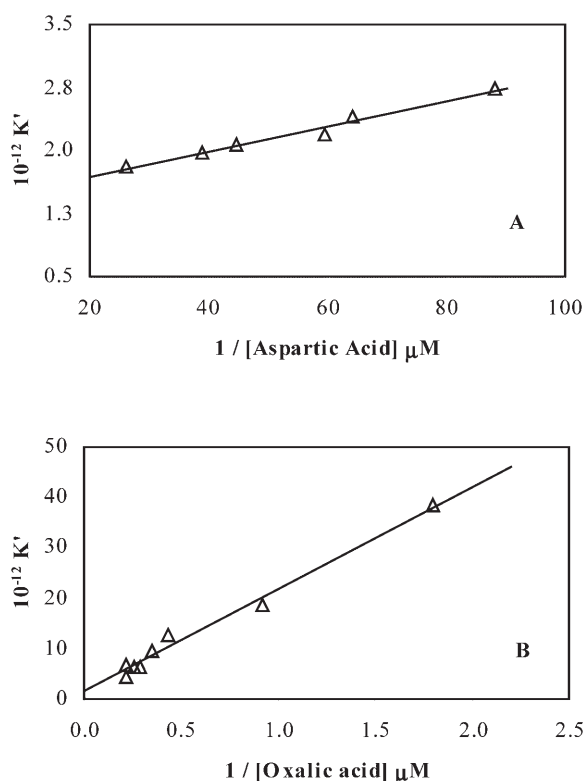 3.5
2.8
2.0
1.3
0.5
10-12 K'
A
20 40 60 80 100
1 / [Aspartic Acid] μM
50
40
30
20
10
0
10-12 K'
B
0.0 0.5 1.0 1.5 2.0 2.5
1 / [Oxalic acid] μM